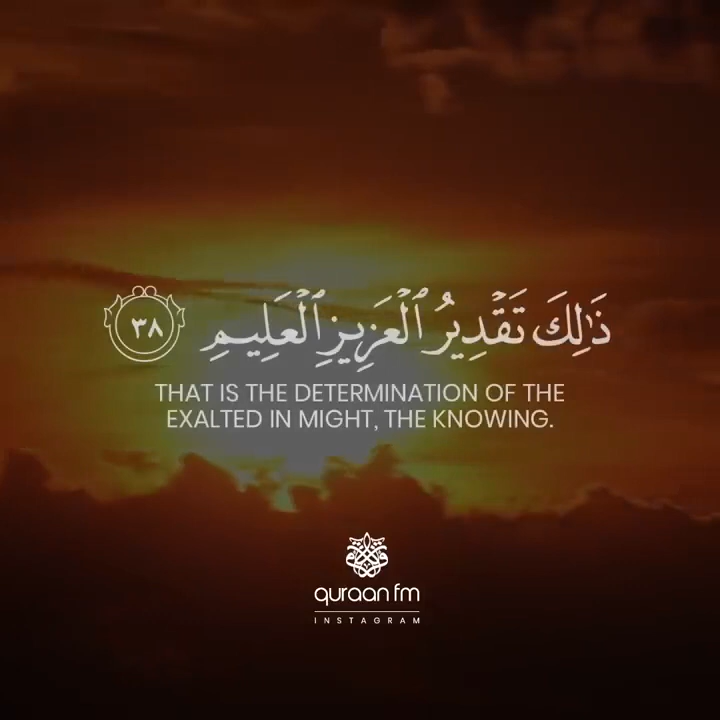 ذَٰلِكَ تَقْدِيرُ ٱلْعَزِيزِ ٱلْعَلِيمِ ٣٨
THAT IS THE DETERMINATION OF THE
EXALTED IN MIGHT, THE KNOWING.
quraan fm
INSTAGRAM